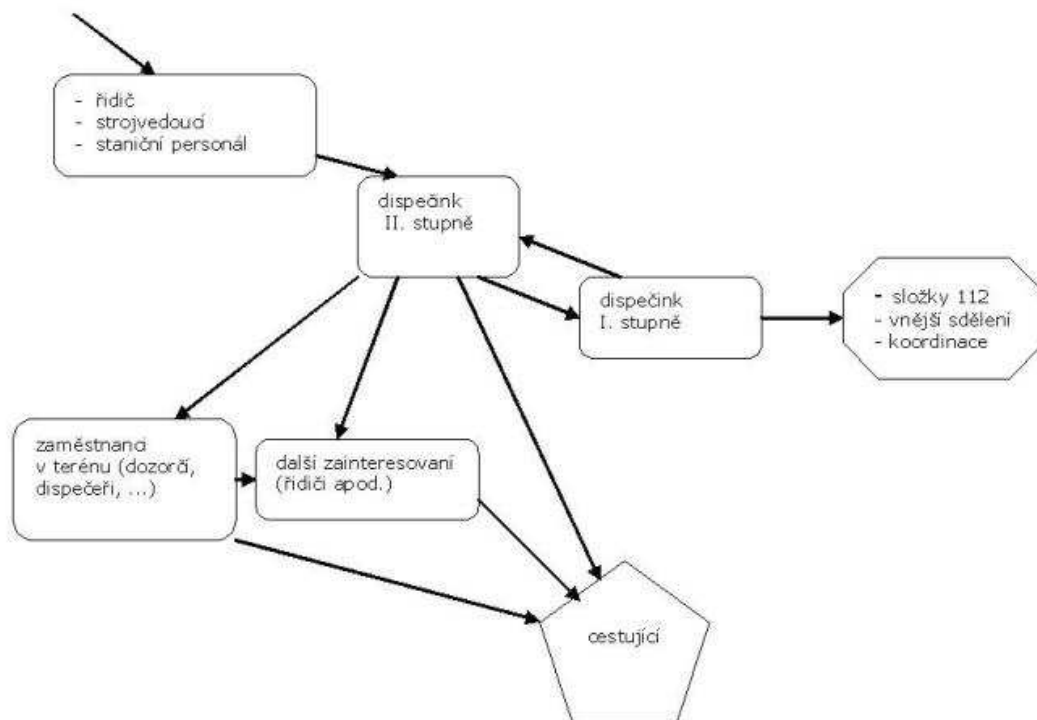 - řidič
- strojvedoucí
- staniční personál
dispečink
II. stupně
dispečink
I. stupně
- složky 112
- vnější sdělení
- koordinace
zaměstnanci
v terénu (dozorčí,
dispečeři, ...)
další zainteresovaní
(řidiči apod.)
cestující